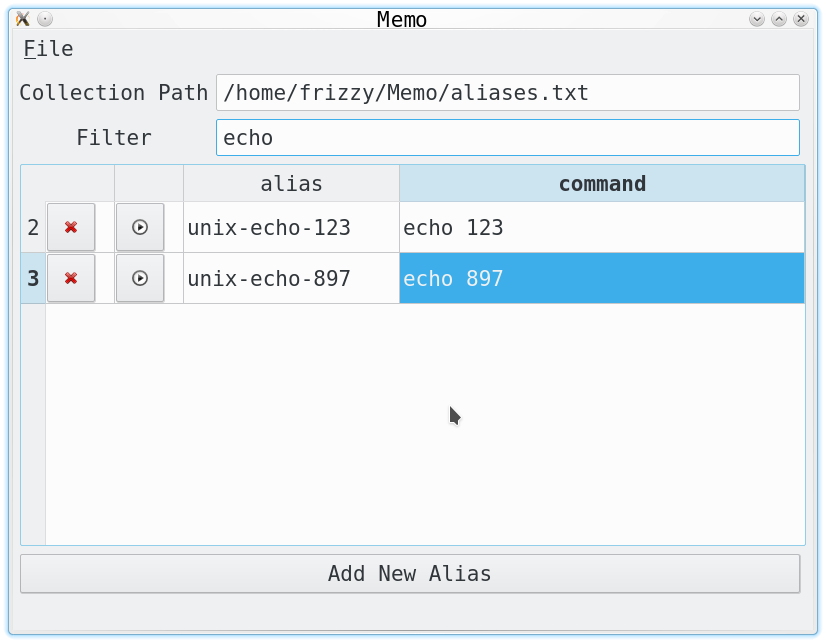 Memo
File
Collection Path /home/frizzy/Memo/aliases.txt
Filter echo
alias command
2 unix-echo-123 echo 123
3 unix-echo-897 echo 897
Add New Alias